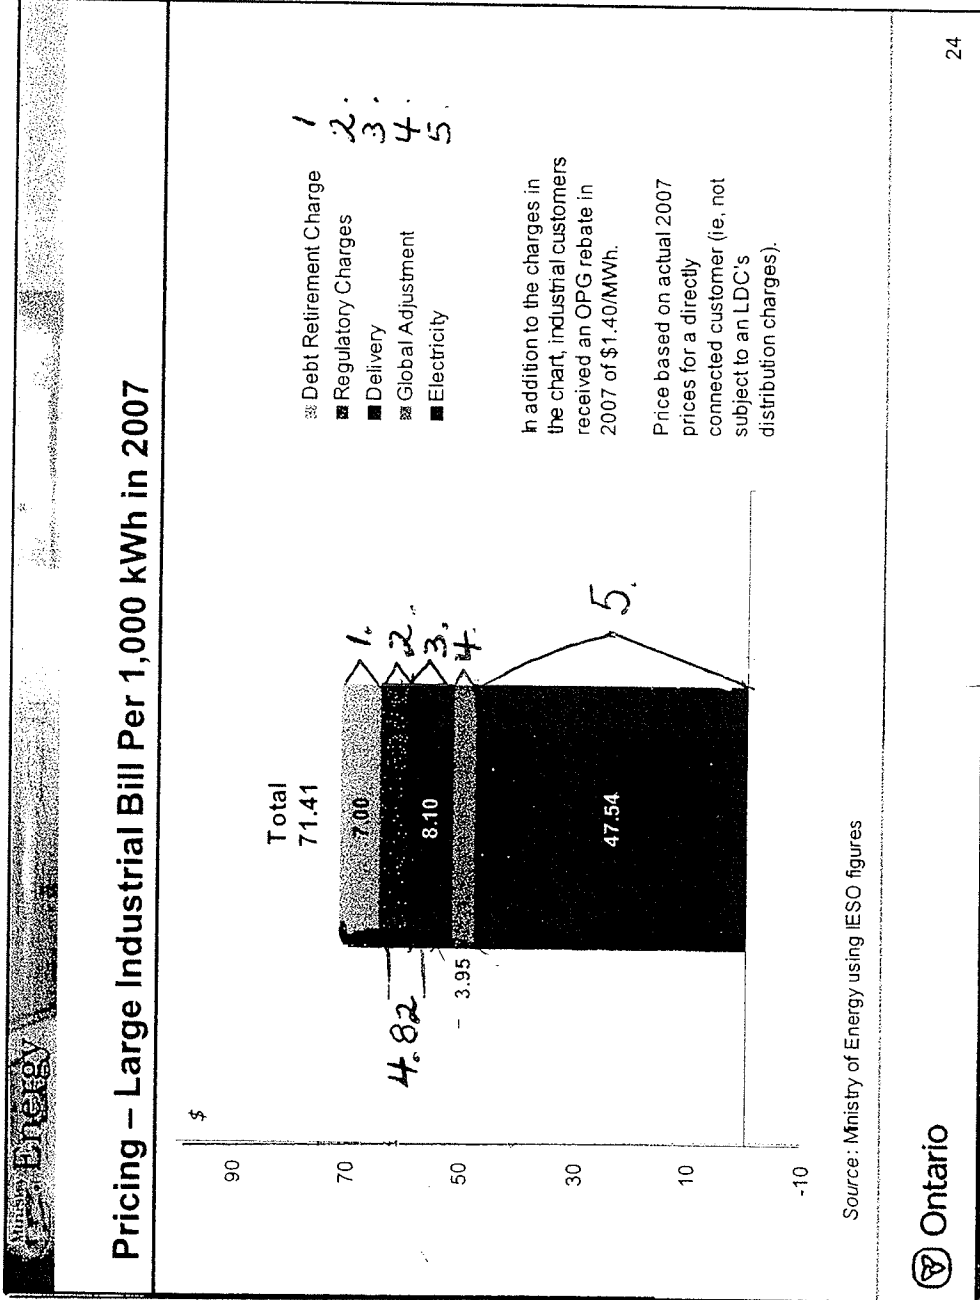 Ministry
Energy
Pricing – Large Industrial Bill Per 1,000 kWh in 2007
$
90
70
50
30
10
-10
Total
71.41
7.00
4.82
8.10
3.95
47.54
1.
2.
3.
4.
5.
Debt Retirement Charge 1
Regulatory Charges 2.
Delivery 3.
Global Adjustment 4.
Electricity 5.
In addition to the charges in
the chart, industrial customers
received an OPG rebate in
2007 of $1.40/MWh.
Price based on actual 2007
prices for a directly
connected customer (ie, not
subject to an LDC's
distribution charges).
Source: Ministry of Energy using IESO figures
Ontario
24